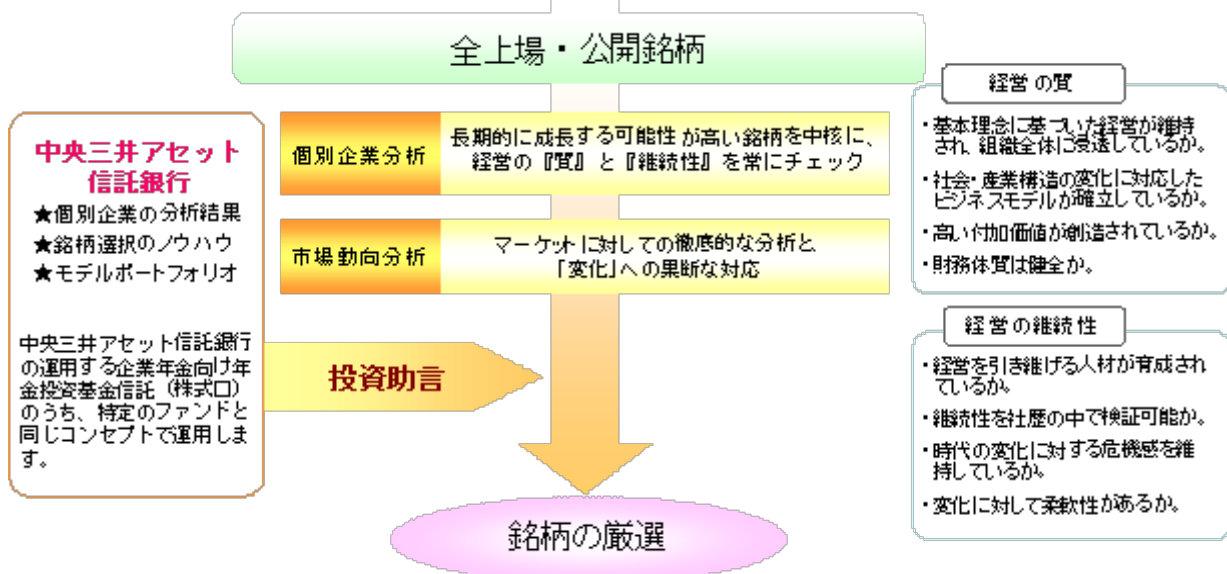 全上場・公開銘柄
中央三井アセット
信託銀行
★個別企業の分析結果
★銘柄選択のノウハウ
★モデルポートフォリオ
中央三井アセット信託銀行
の運用する企業年金向け年
金投資基金信託（株式口）
のうち、特定のファンドと
同じコンセプトで運用しま
す。
個別企業分析
長期的に成長する可能性が高い銘柄を中核に、
経営の『質』と『継続性』を常にチェック
市場動向分析
マーケットに対しての徹底的な分析と
「変化」への果断な対応
投資助言
銘柄の厳選
経営の質
・基本理念に基づいた経営が維持
され、組織全体に浸透しているか。
・社会・産業構造の変化に対応した
ビジネスモデルが確立しているか。
・高い付加価値が創造されているか。
・財務体質は健全か。
経営の継続性
・経営を引き継げる人材が育成され
ているか。
・継続性を社歴の中で検証可能か。
・時代の変化に対する危機感を維
持しているか。
・変化に対して柔軟性があるか。